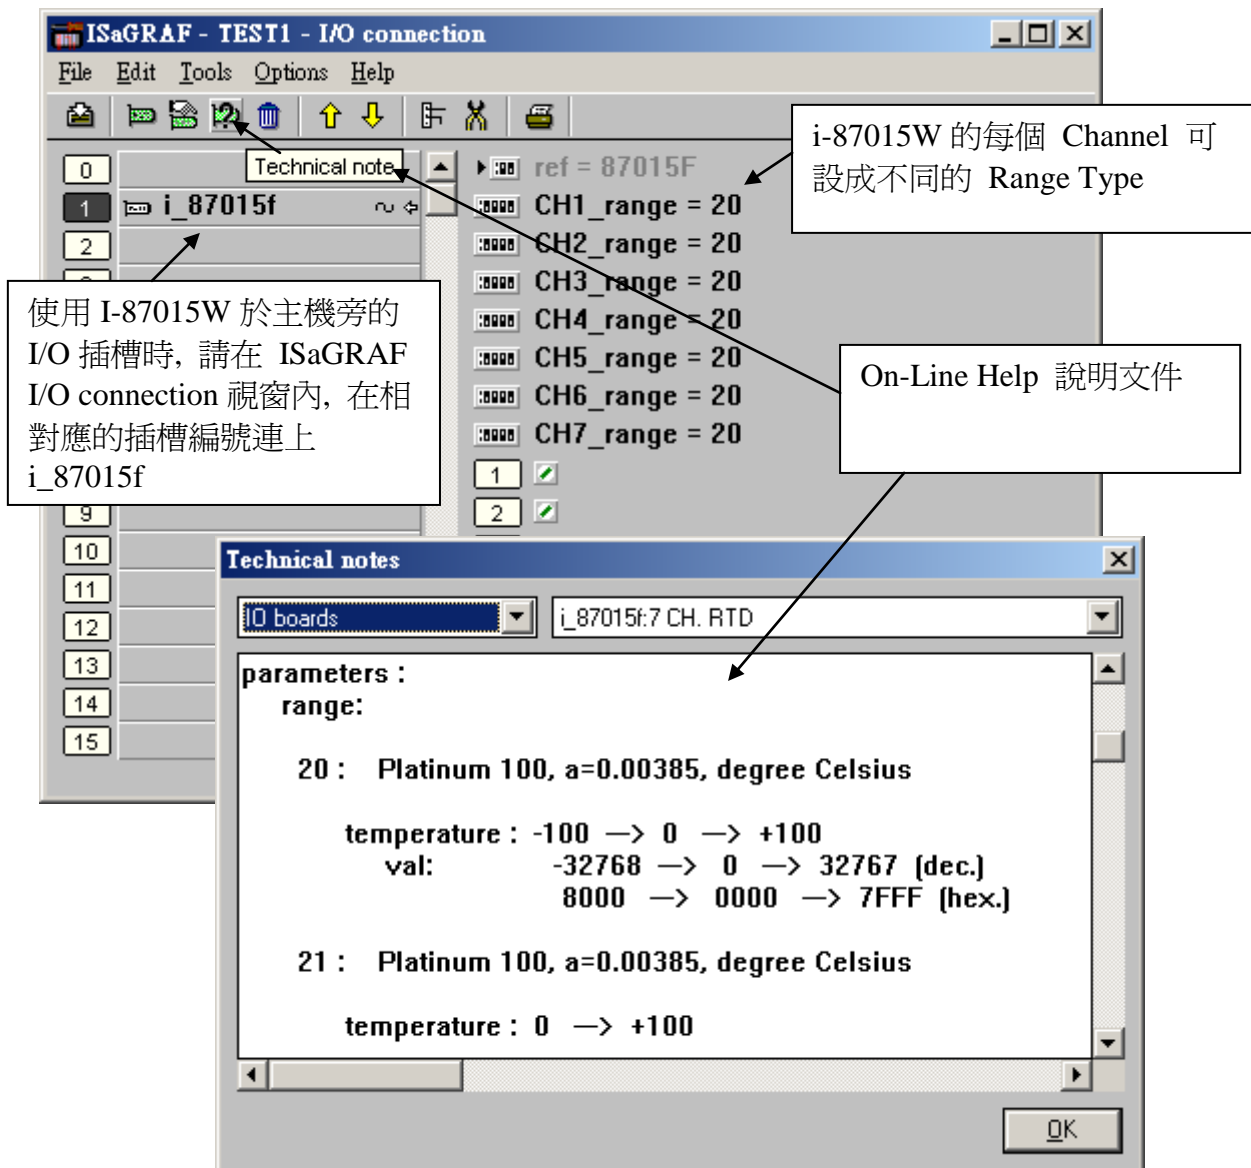 ISaGRAF - TEST1 - I/O connection
File Edit Tools Options Help
Technical note
i-87015W 的每個 Channel 可
設成不同的 Range Type
0
1 i_87015f
2
ref = 87015F
CH1_range = 20
CH2_range = 20
CH3_range = 20
CH4_range = 20
CH5_range = 20
CH6_range = 20
CH7_range = 20
1
2
使用 I-87015W 於主機旁的
I/O 插槽時, 請在 ISaGRAF
I/O connection 視窗內, 在相
對應的插槽編號連上
i_87015f
On-Line Help 說明文件
9
10
11
12
13
14
15
Technical notes
IO boards
i_87015f:7 CH. RTD
parameters :
range:
20 : Platinum 100, a=0.00385, degree Celsius
temperature : -100 —> 0 —> +100
val: -32768 —> 0 —> 32767 (dec.)
8000 —> 0000 —> 7FFF (hex.)
21 : Platinum 100, a=0.00385, degree Celsius
temperature : 0 —> +100
OK